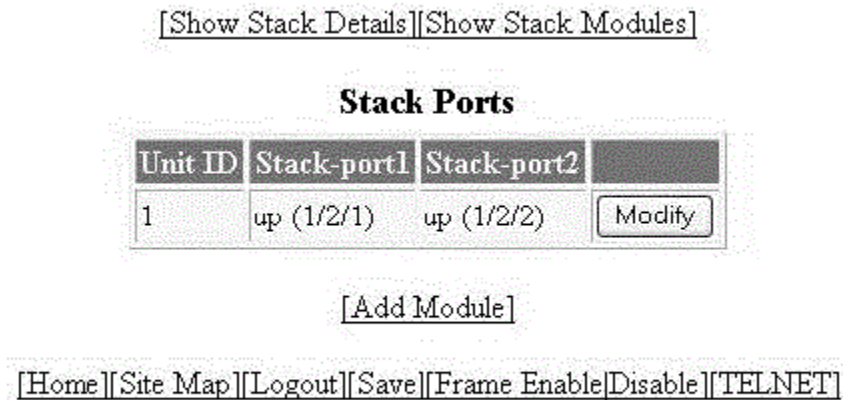 [Show Stack Details][Show Stack Modules]
Stack Ports
Unit ID Stack-port1 Stack-port2
1 up (1/2/1) up (1/2/2) Modify
[Add Module]
[Home][Site Map][Logout][Save][Frame Enable|Disable][TELNET]